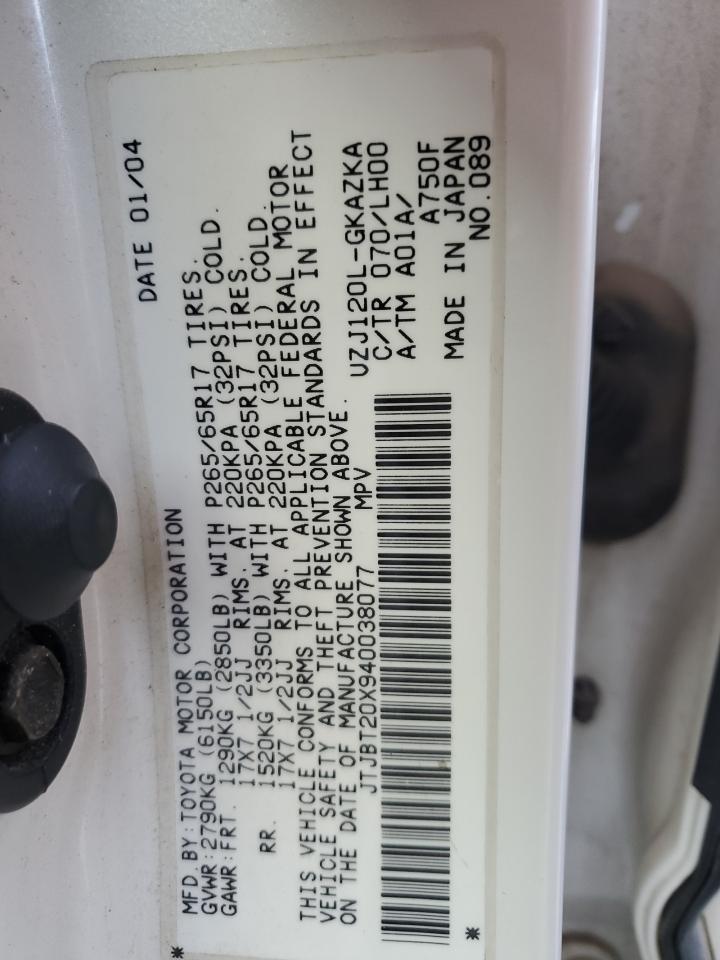 DATE 01/04
MFD. BY:TOYOTA MOTOR CORPORATION
GVWR:2790KG (6150LB)
GAWR:FRT. 1290KG (2850LB) WITH P265/65R17 TIRES.
17X7 1/2JJ RIMS. AT 220KPA (32PSI) COLD.
RR. 1520KG (3350LB) WITH P265/65R17 TIRES.
17X7 1/2JJ RIMS. AT 220KPA (32PSI) COLD.
THIS VEHICLE CONFORMS TO ALL APPLICABLE FEDERAL MOTOR
VEHICLE SAFETY AND THEFT PREVENTION STANDARDS IN EFFECT
ON THE DATE OF MANUFACTURE SHOWN ABOVE.
JTJBT20X940038077 MPV
UZJ120L-GKAZKA
C/TR 070/LH00
A/TM A01A/
A750F
MADE IN JAPAN
NO.089